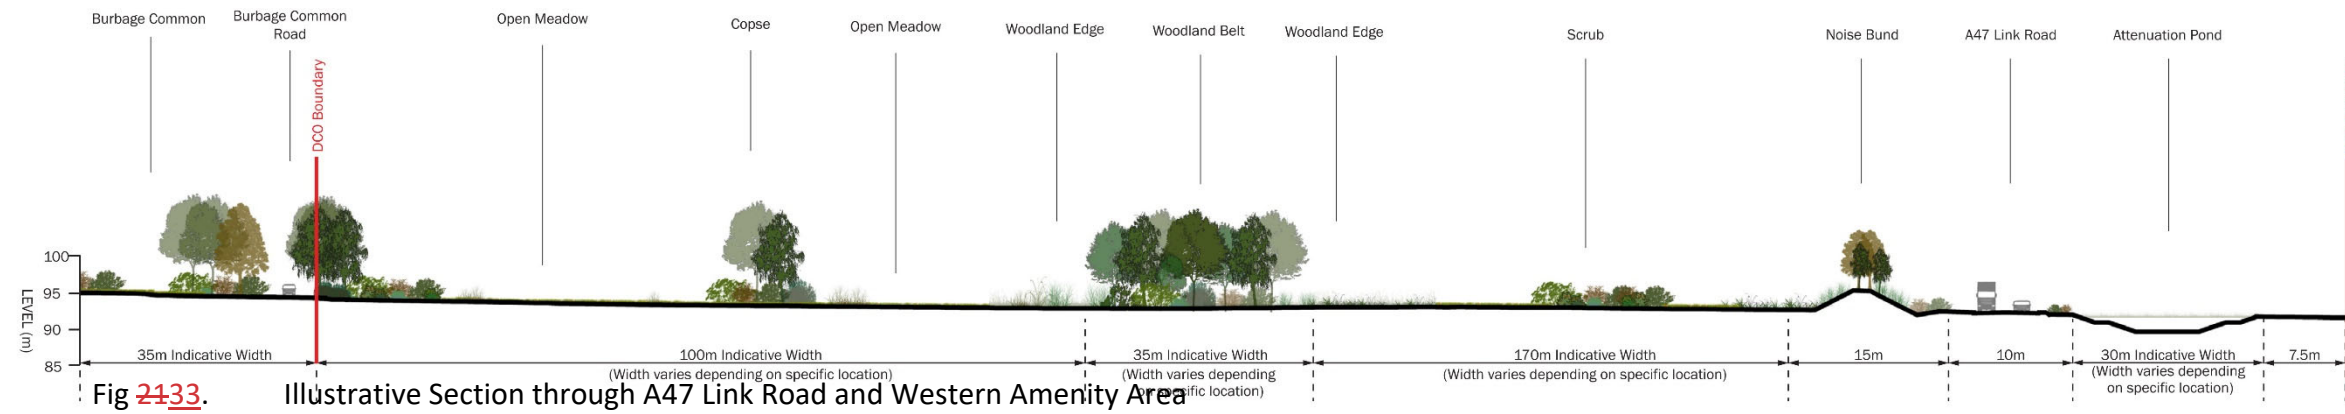 Burbage Common
Burbage Common
Road
Open Meadow
Copse
Open Meadow
Woodland Edge
Woodland Belt
Woodland Edge
Scrub
Noise Bund
A47 Link Road
Attenuation Pond
DCO Boundary
LEVEL (m)
100
95
90
85
35m Indicative Width
100m Indicative Width
(Width varies depending on specific location)
35m Indicative Width
(Width varies depending
on specific location)
170m Indicative Width
(Width varies depending on specific location)
15m
10m
30m Indicative Width
(Width varies depending
on specific location)
7.5m
Fig 2133. Illustrative Section through A47 Link Road and Western Amenity Area